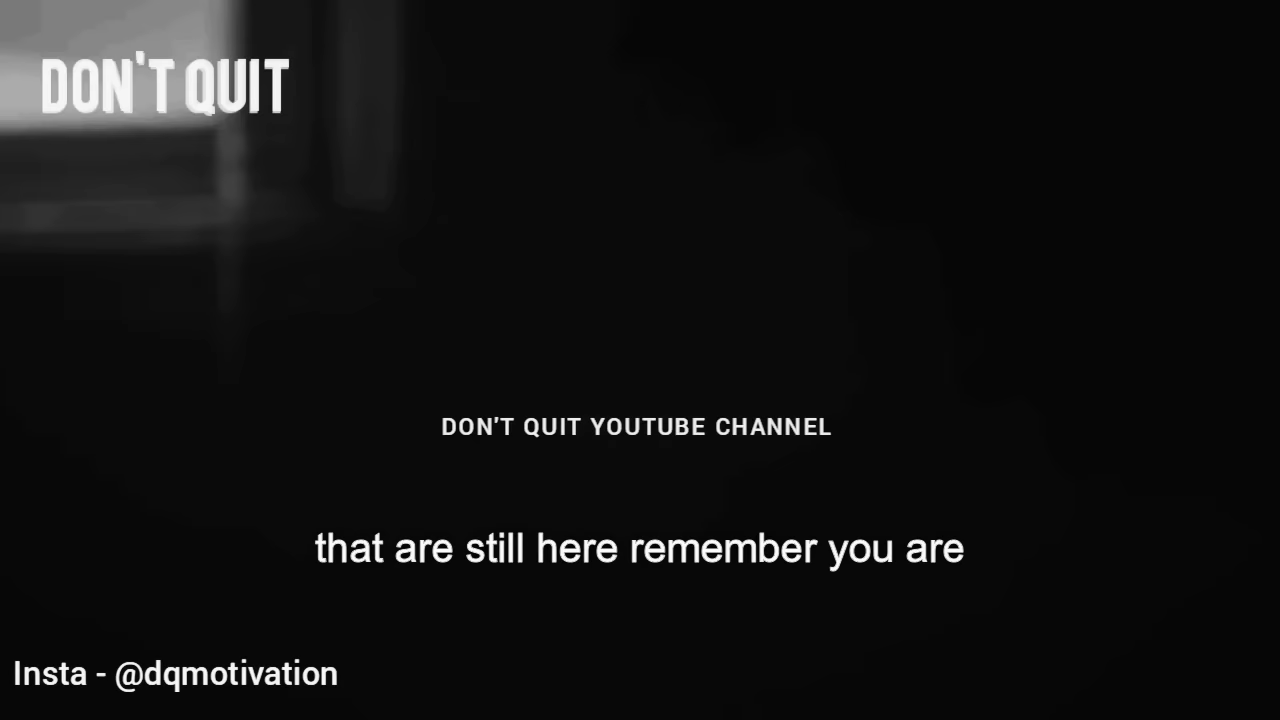 DON'T QUIT
DON'T QUIT YOUTUBE CHANNEL
that are still here remember you are
Insta - @dqmotivation